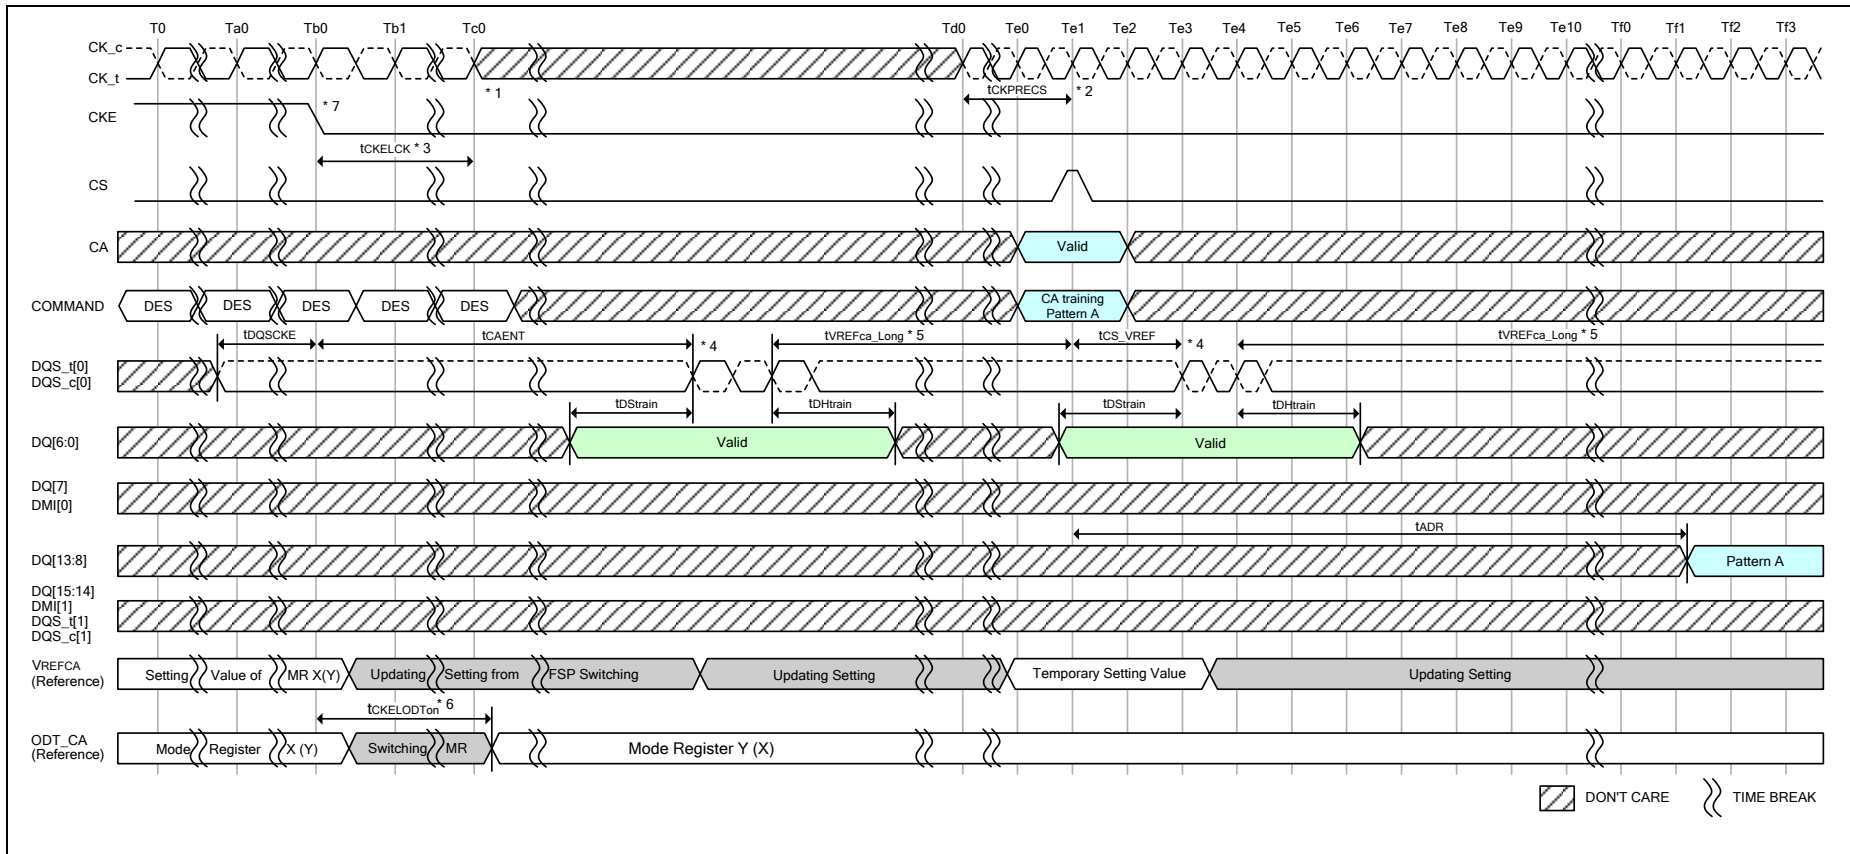 T0 Ta0 Tb0 Tb1 Tc0 Td0 Te0 Te1 Te2 Te3 Te4 Te5 Te6 Te7 Te8 Te9 Te10 Tf0 Tf1 Tf2 Tf3
CK_c
CK_t
* 1
tCKPRECS * 2
CKE
* 7
tCKELCK * 3
CS
CA
Valid
COMMAND
DES DES DES DES DES
CA training
Pattern A
tDQSCKE tCAENT * 4 tVREFca_Long * 5 tCS_VREF * 4 tVREFca_Long * 5
DQS_t[0]
DQS_c[0]
tDStrain tDHtrain tDStrain tDHtrain
DQ[6:0]
Valid Valid
DQ[7]
DMI[0]
tADR
DQ[13:8]
Pattern A
DQ[15:14]
DMI[1]
DQS_t[1]
DQS_c[1]
VREFCA
(Reference)
Setting Value of MR X(Y) Updating Setting from FSP Switching Updating Setting Temporary Setting Value Updating Setting
tCKELODTon * 6
ODT_CA
(Reference)
Mode Register X (Y) Switching MR Mode Register Y (X)
DON'T CARE TIME BREAK